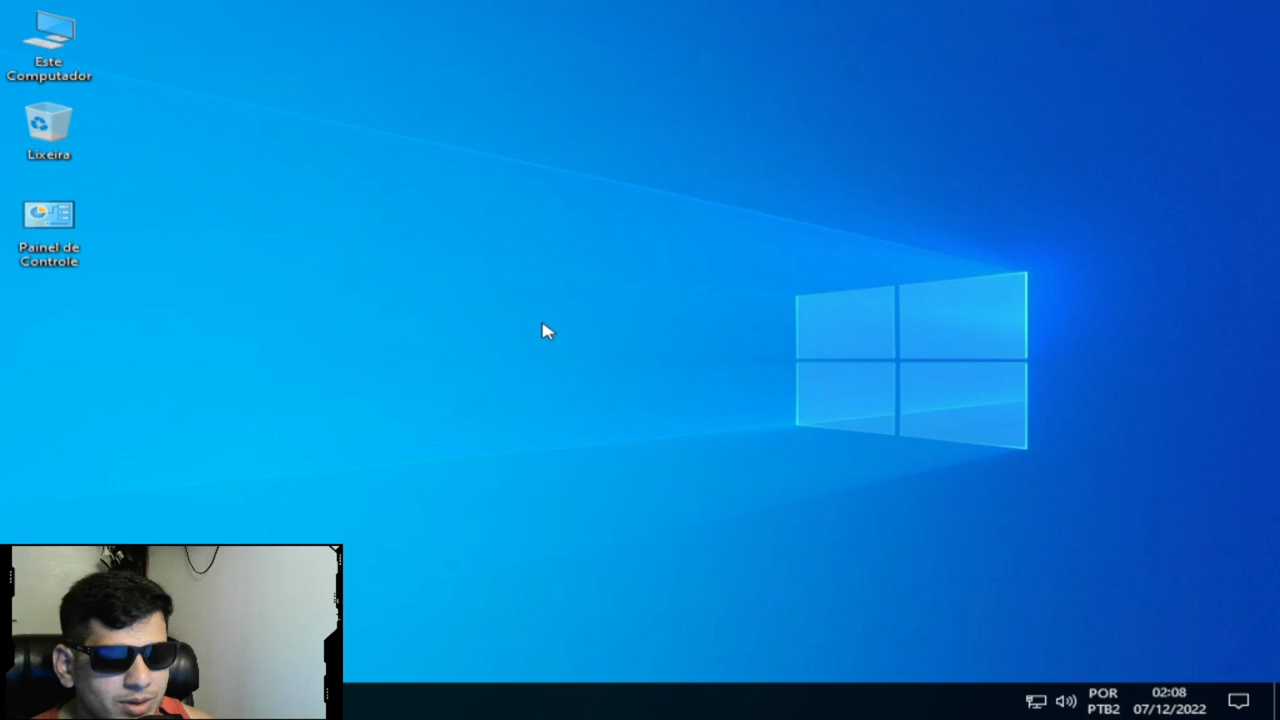 Este
Computador
Lixeira
Painel de
Controle
POR
PTB2
02:08
07/12/2022